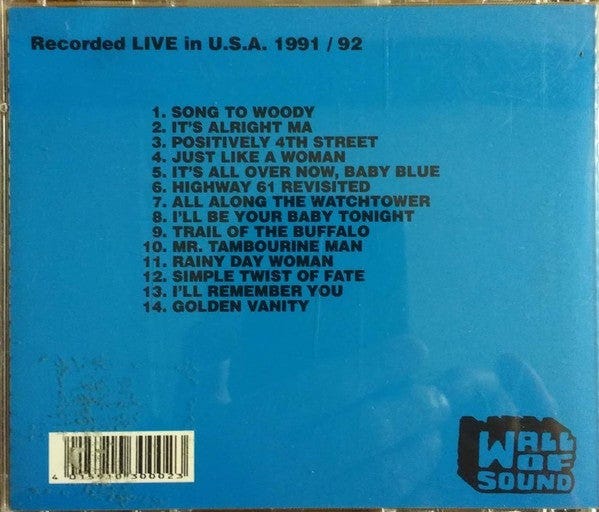 Recorded LIVE in U.S.A. 1991 / 92
1. SONG TO WOODY
2. IT'S ALRIGHT MA
3. POSITIVELY 4TH STREET
4. JUST LIKE A WOMAN
5. IT'S ALL OVER NOW, BABY BLUE
6. HIGHWAY 61 REVISITED
7. ALL ALONG THE WATCHTOWER
8. I'LL BE YOUR BABY TONIGHT
9. TRAIL OF THE BUFFALO
10. MR. TAMBOURINE MAN
11. RAINY DAY WOMAN
12. SIMPLE TWIST OF FATE
13. I'LL REMEMBER YOU
14. GOLDEN VANITY
WALL
OF
SOUND